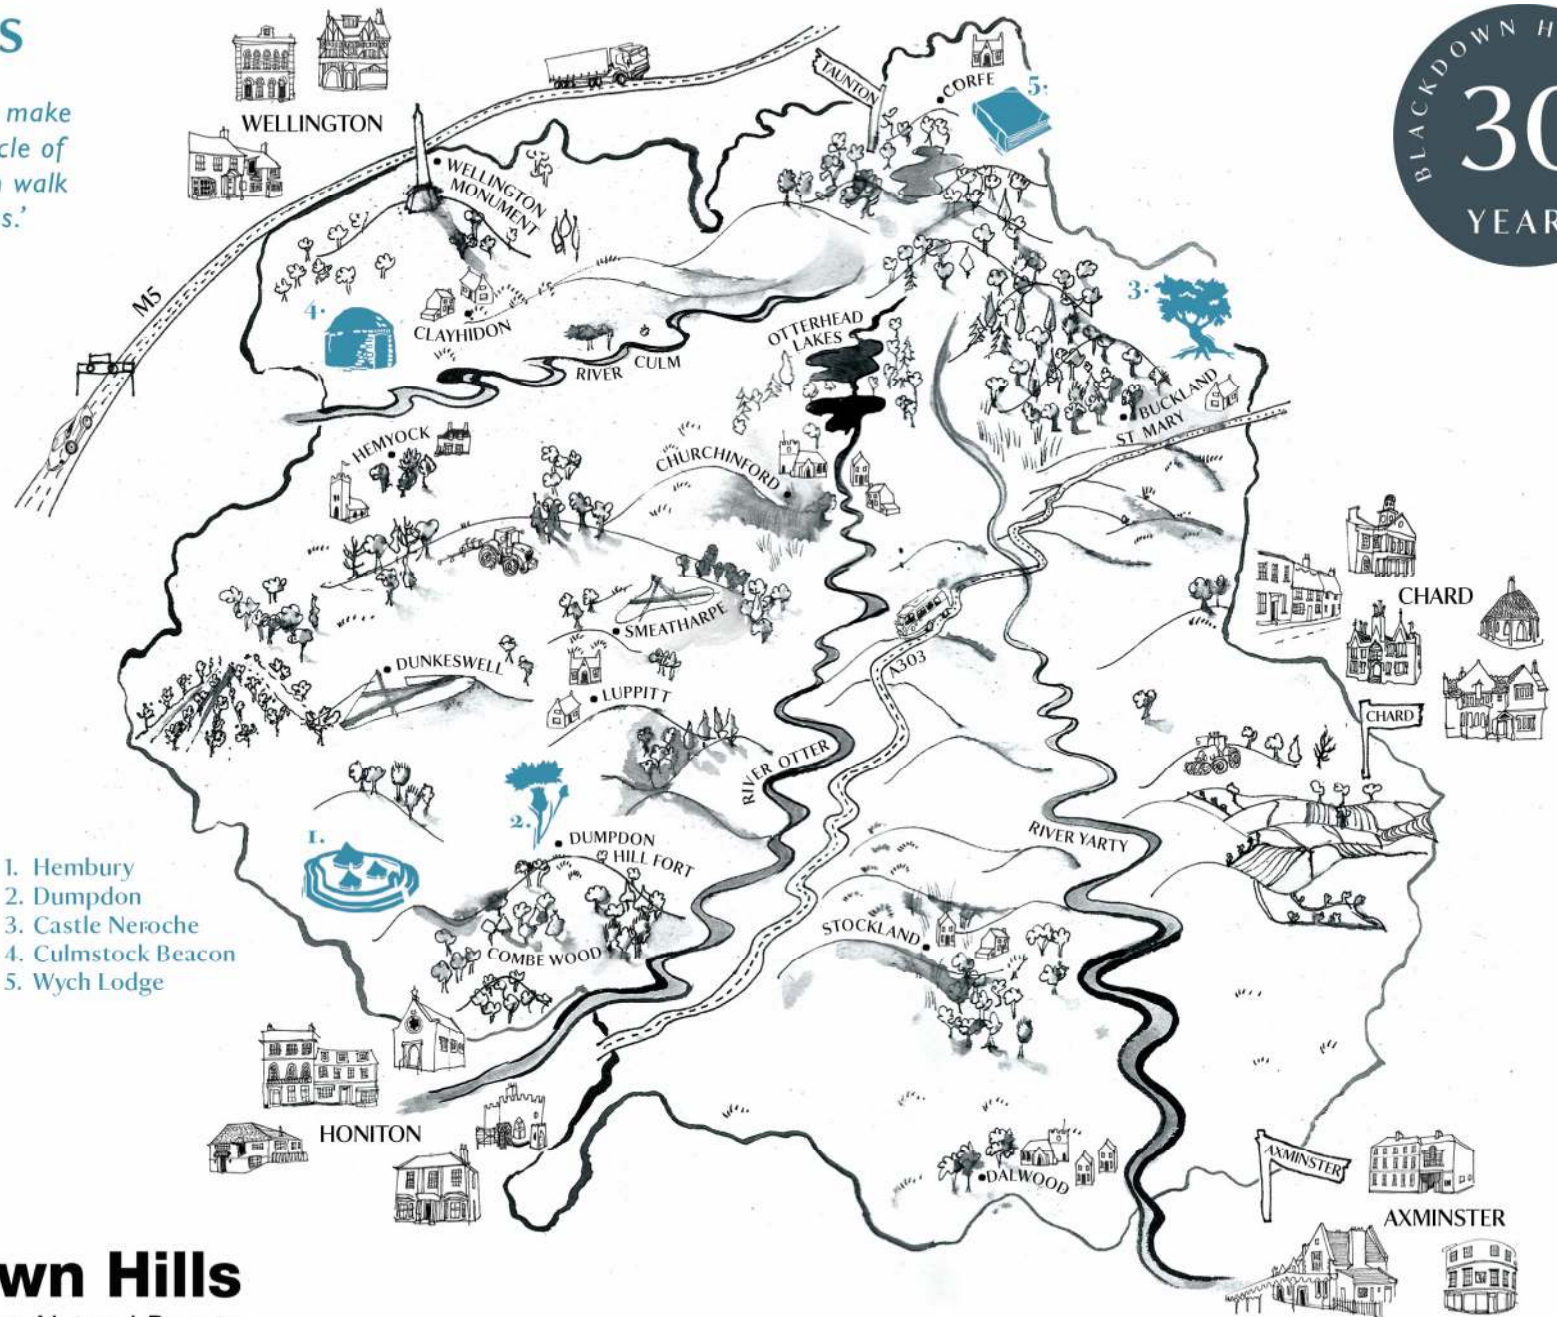 s
make
cle of
walk
s.'
WELLINGTON
TAUNTON
CORFE
5.
BLACKDOWN H
30
YEAR
WELLINGTON
MONUMENT
M5
4.
CLAYHIDON
RIVER CULM
OTTERHEAD
LAKES
3.
BUCKLAND
ST MARY
HEMYOCK
CHURCHINFORD
SMEATHARPE
DUNKESWELL
LUPPITT
A303
CHARD
CHARD
RIVER OTTER
2.
1.
DUMPDON
HILL FORT
RIVER YARTY
1. Hembury
2. Dumpdon
3. Castle Neroche
4. Culmstock Beacon
5. Wych Lodge
COMBE WOOD
STOCKLAND
HONITON
DALWOOD
AXMINSTER
AXMINSTER
wn Hills